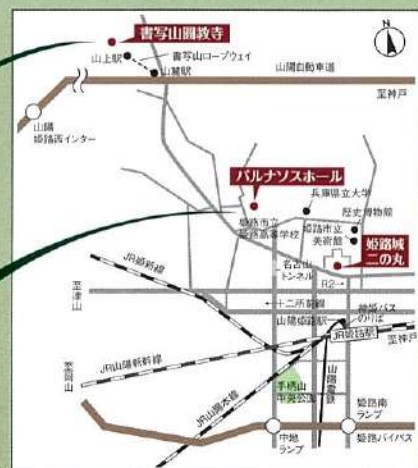 書写山圓教寺
N
山上駅
書写山ロープウェイ
山麓駅
山陽自動車道
至神戸
山陽
姫路西インター
パルナソスホール
兵庫県立大学
歴史博物館
姫路市立
姫路高等学校
姫路市立
美術館
姫路城
二の丸
名古山
トンネル
R2→
JR姫新線
至津山
←十二所前線
山陽姫路駅
神姫バス
のりば
JR姫路駅
至神戸
至岡山
JR山陽新幹線
JR山陽本線
手柄山
中央公園
山陽電鉄
中地
ランプ
姫路南
ランプ
姫路バイパス